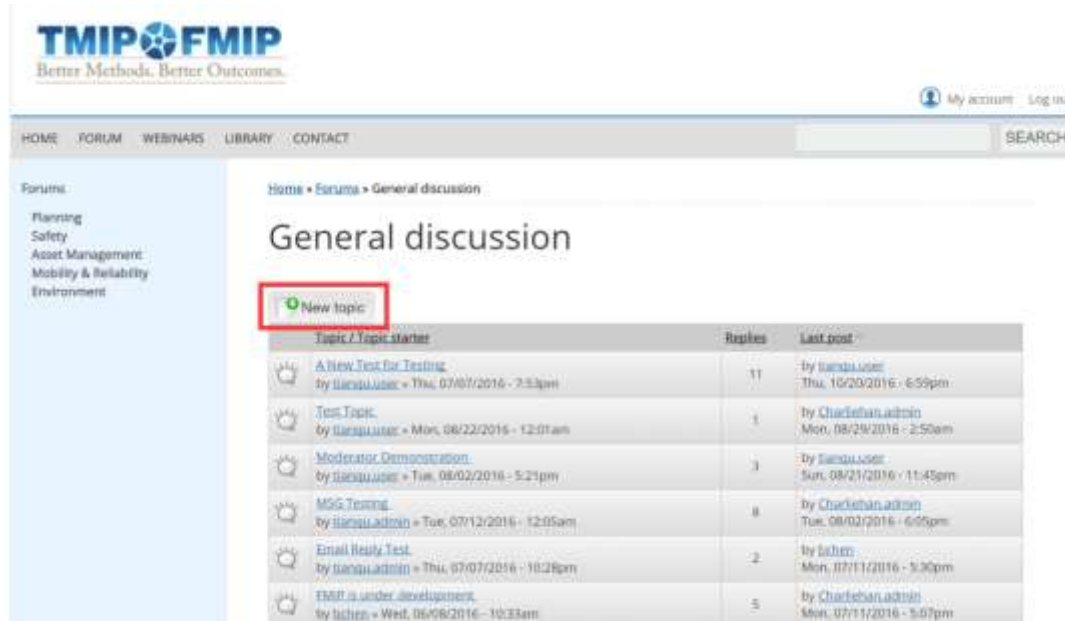 TMIP FMIP
Better Methods. Better Outcomes.
My account Log ou
HOME FORUM WEBINARS LIBRARY CONTACT
SEARCH
Forums
Planning
Safety
Asset Management
Mobility & Reliability
Environment
Home » Forums » General discussion
General discussion
New topic
Topic / Topic starter Replies Last post
A New Test for Testing 11 by tianqu.user
by tianqu.user » Thu, 07/07/2016 - 7:53pm Thu, 10/20/2016 - 6:59pm
Test Topic 1 by Charliehan.admin
by tianqu.user » Mon, 08/22/2016 - 12:01am Mon, 08/29/2016 - 2:50am
Moderator Demonstration 3 by tianqu.user
by tianqu.user » Tue, 08/02/2016 - 5:21pm Sun, 08/21/2016 - 11:45pm
MSG Testing 8 by Charliehan.admin
by tianqu.admin » Tue, 07/12/2016 - 12:05am Tue, 08/02/2016 - 6:05pm
Email Reply Test 2 by bchen
by tianqu.admin » Thu, 07/07/2016 - 10:28pm Mon, 07/11/2016 - 5:30pm
FMIP is under development 5 by Charliehan.admin
by bchen » Wed, 06/08/2016 - 10:33am Mon, 07/11/2016 - 5:07pm